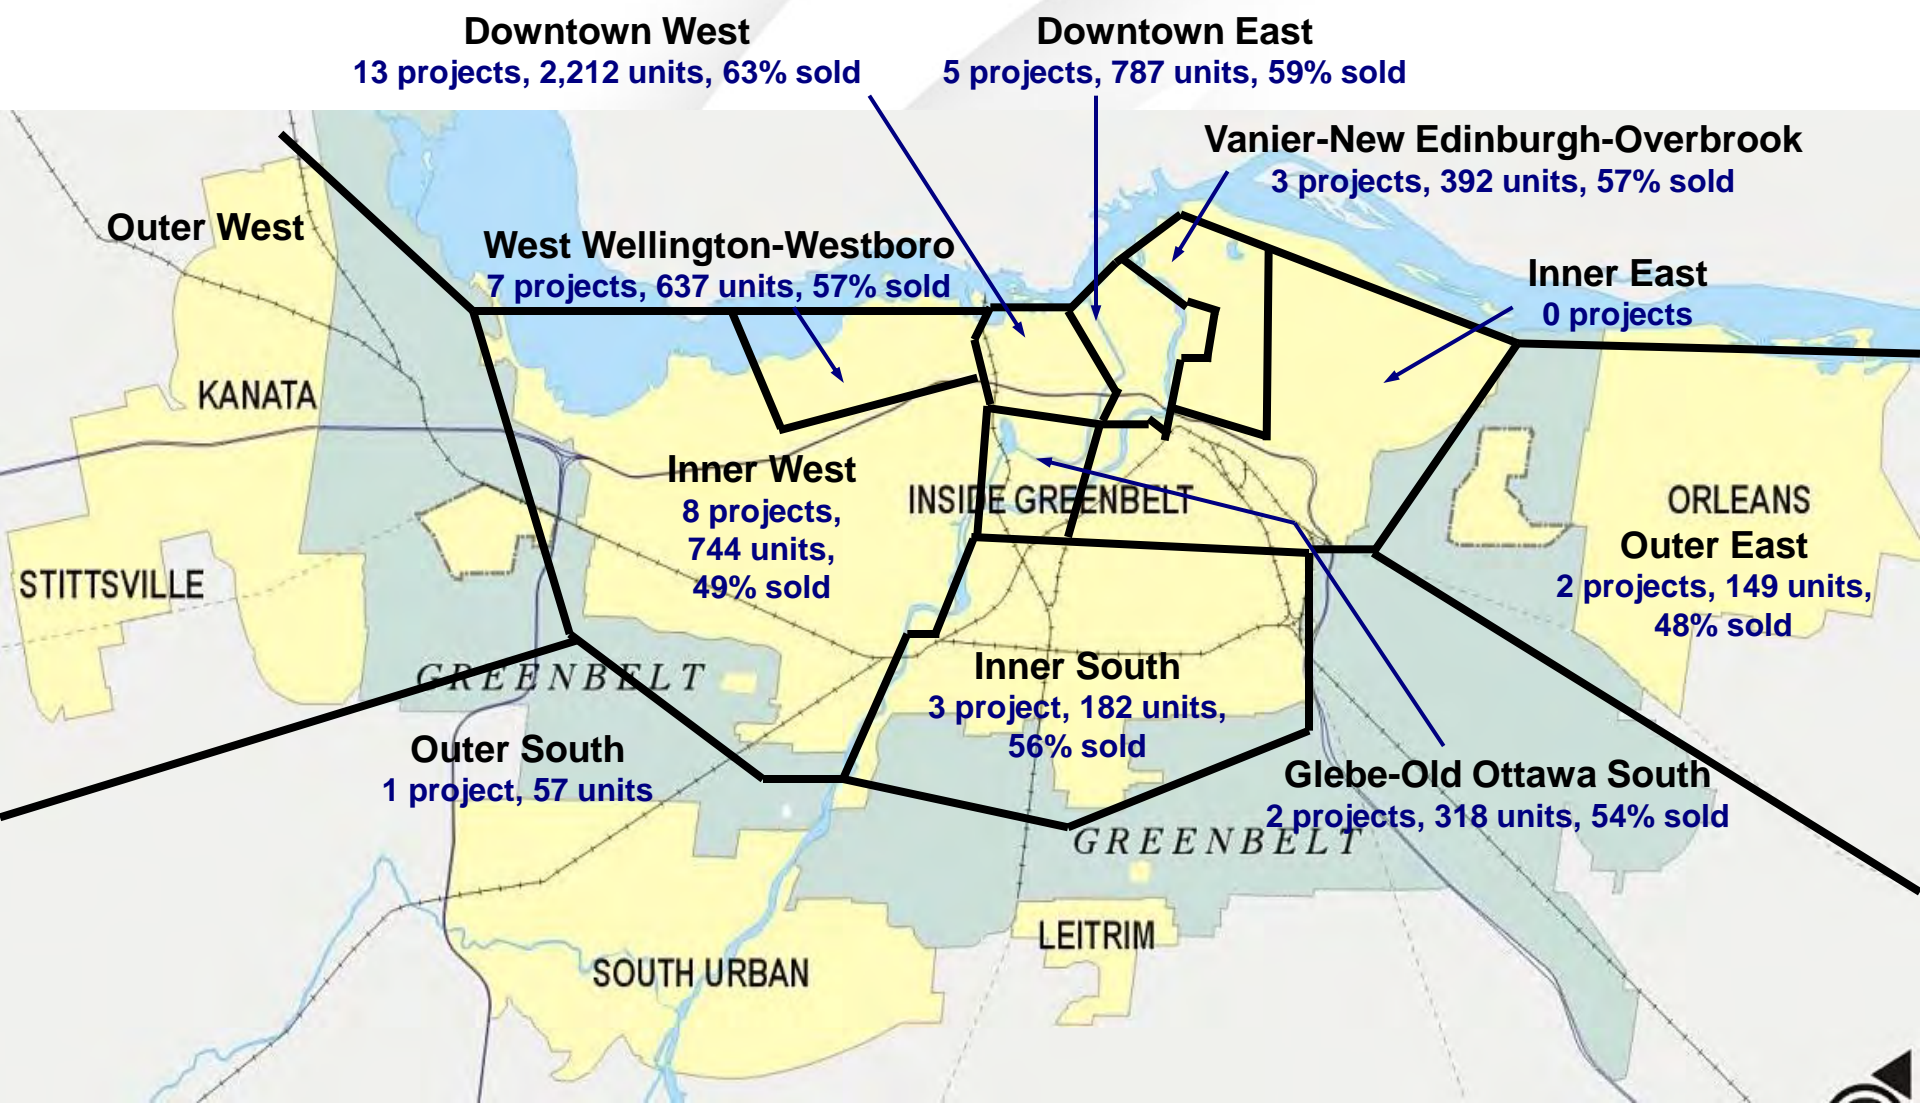 Downtown West
13 projects, 2,212 units, 63% sold
Downtown East
5 projects, 787 units, 59% sold
Vanier-New Edinburgh-Overbrook
3 projects, 392 units, 57% sold
Outer West
West Wellington-Westboro
7 projects, 637 units, 57% sold
Inner East
0 projects
KANATA
Inner West
8 projects,
744 units,
49% sold
INSIDE GREENBELT
ORLEANS
Outer East
2 projects, 149 units,
48% sold
STITTSVILLE
GREENBELT
Inner South
3 project, 182 units,
56% sold
Outer South
1 project, 57 units
Glebe-Old Ottawa South
2 projects, 318 units, 54% sold
GREENBELT
LEITRIM
SOUTH URBAN